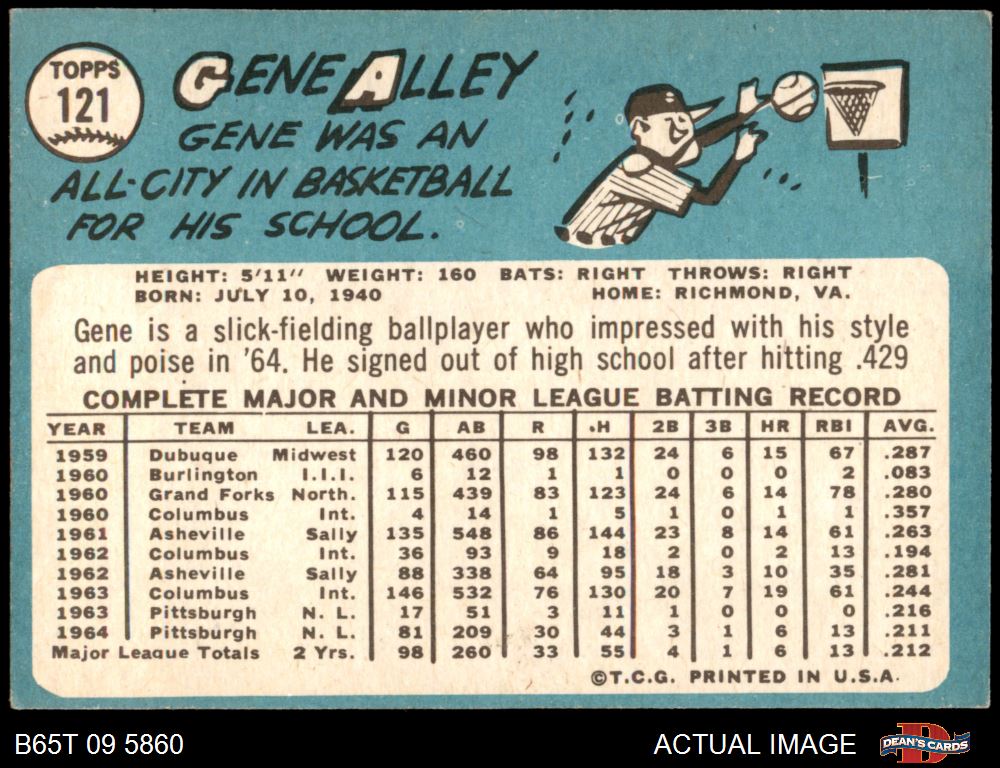 TOPPS
121
GENE ALLEY
GENE WAS AN
ALL-CITY IN BASKETBALL
FOR HIS SCHOOL.
HEIGHT: 5'11" WEIGHT: 160 BATS: RIGHT THROWS: RIGHT
BORN: JULY 10, 1940 HOME: RICHMOND, VA.
Gene is a slick-fielding ballplayer who impressed with his style
and poise in '64. He signed out of high school after hitting .429
COMPLETE MAJOR AND MINOR LEAGUE BATTING RECORD
YEAR TEAM LEA. G AB R .H 2B 3B HR RBI AVG.
1959 Dubuque Midwest 120 460 98 132 24 6 15 67 .287
1960 Burlington I.I.I. 6 12 1 1 0 0 0 2 .083
1960 Grand Forks North. 115 439 83 123 24 6 14 78 .280
1960 Columbus Int. 4 14 1 5 1 0 1 1 .357
1961 Asheville Sally 135 548 86 144 23 8 14 61 .263
1962 Columbus Int. 36 93 9 18 2 0 2 13 .194
1962 Asheville Sally 88 338 64 95 18 3 10 35 .281
1963 Columbus Int. 146 532 76 130 20 7 19 61 .244
1963 Pittsburgh N. L. 17 51 3 11 1 0 0 0 .216
1964 Pittsburgh N. L. 81 209 30 44 3 1 6 13 .211
Major League Totals 2 Yrs. 98 260 33 55 4 1 6 13 .212
©T.C.G. PRINTED IN U.S.A.
B65T 09 5860 ACTUAL IMAGE
D
DEAN'S CARDS